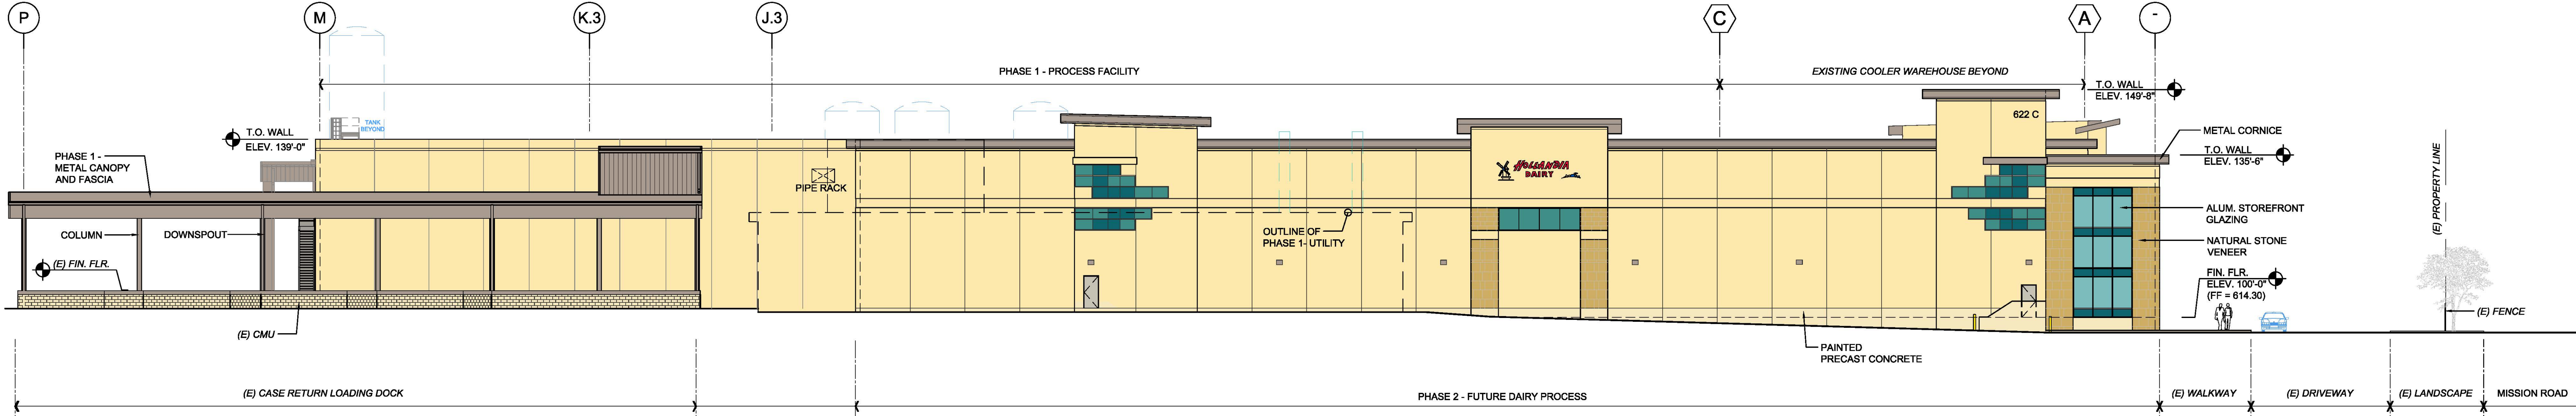 P
M
K.3
J.3
C
A
-
PHASE 1 - PROCESS FACILITY
EXISTING COOLER WAREHOUSE BEYOND
T.O. WALL
ELEV. 149'-8"
TANK
BEYOND
622 C
T.O. WALL
ELEV. 139'-0"
METAL CORNICE
T.O. WALL
ELEV. 135'-6"
PHASE 1 -
METAL CANOPY
AND FASCIA
PIPE RACK
HOLLANDIA
DAIRY
(E) PROPERTY LINE
ALUM. STOREFRONT
GLAZING
COLUMN
DOWNSPOUT
OUTLINE OF
PHASE 1- UTILITY
NATURAL STONE
VENEER
(E) FIN. FLR.
FIN. FLR.
ELEV. 100'-0"
(FF = 614.30)
(E) FENCE
(E) CMU
PAINTED
PRECAST CONCRETE
(E) CASE RETURN LOADING DOCK
PHASE 2 - FUTURE DAIRY PROCESS
(E) WALKWAY
(E) DRIVEWAY
(E) LANDSCAPE
MISSION ROAD